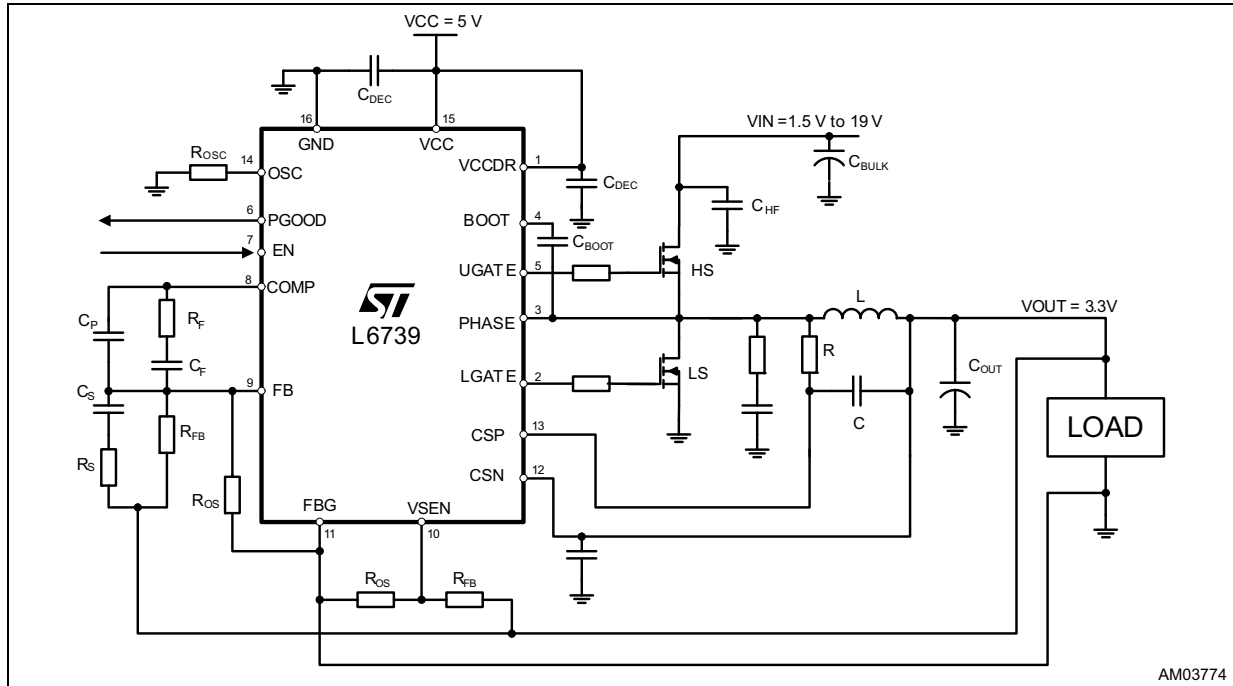 VCC = 5 V
C_DEC
16
15
GND
VCC
VIN =1.5 V to 19 V
R_OSC
14
OSC
VCCDR
1
C_DEC
C_BULK
6
PGOOD
BOOT
4
C_HF
7
EN
C_BOOT
UGATE
5
HS
8
COMP
ST
L6739
C_P
R_F
PHASE
3
L
VOUT = 3.3V
C_F
R
LGATE
2
LS
C_OUT
9
FB
C_S
C
R_FB
CSP
13
LOAD
R_S
CSN
12
R_OS
FBG
VSEN
11
10
R_OS
R_FB
AM03774